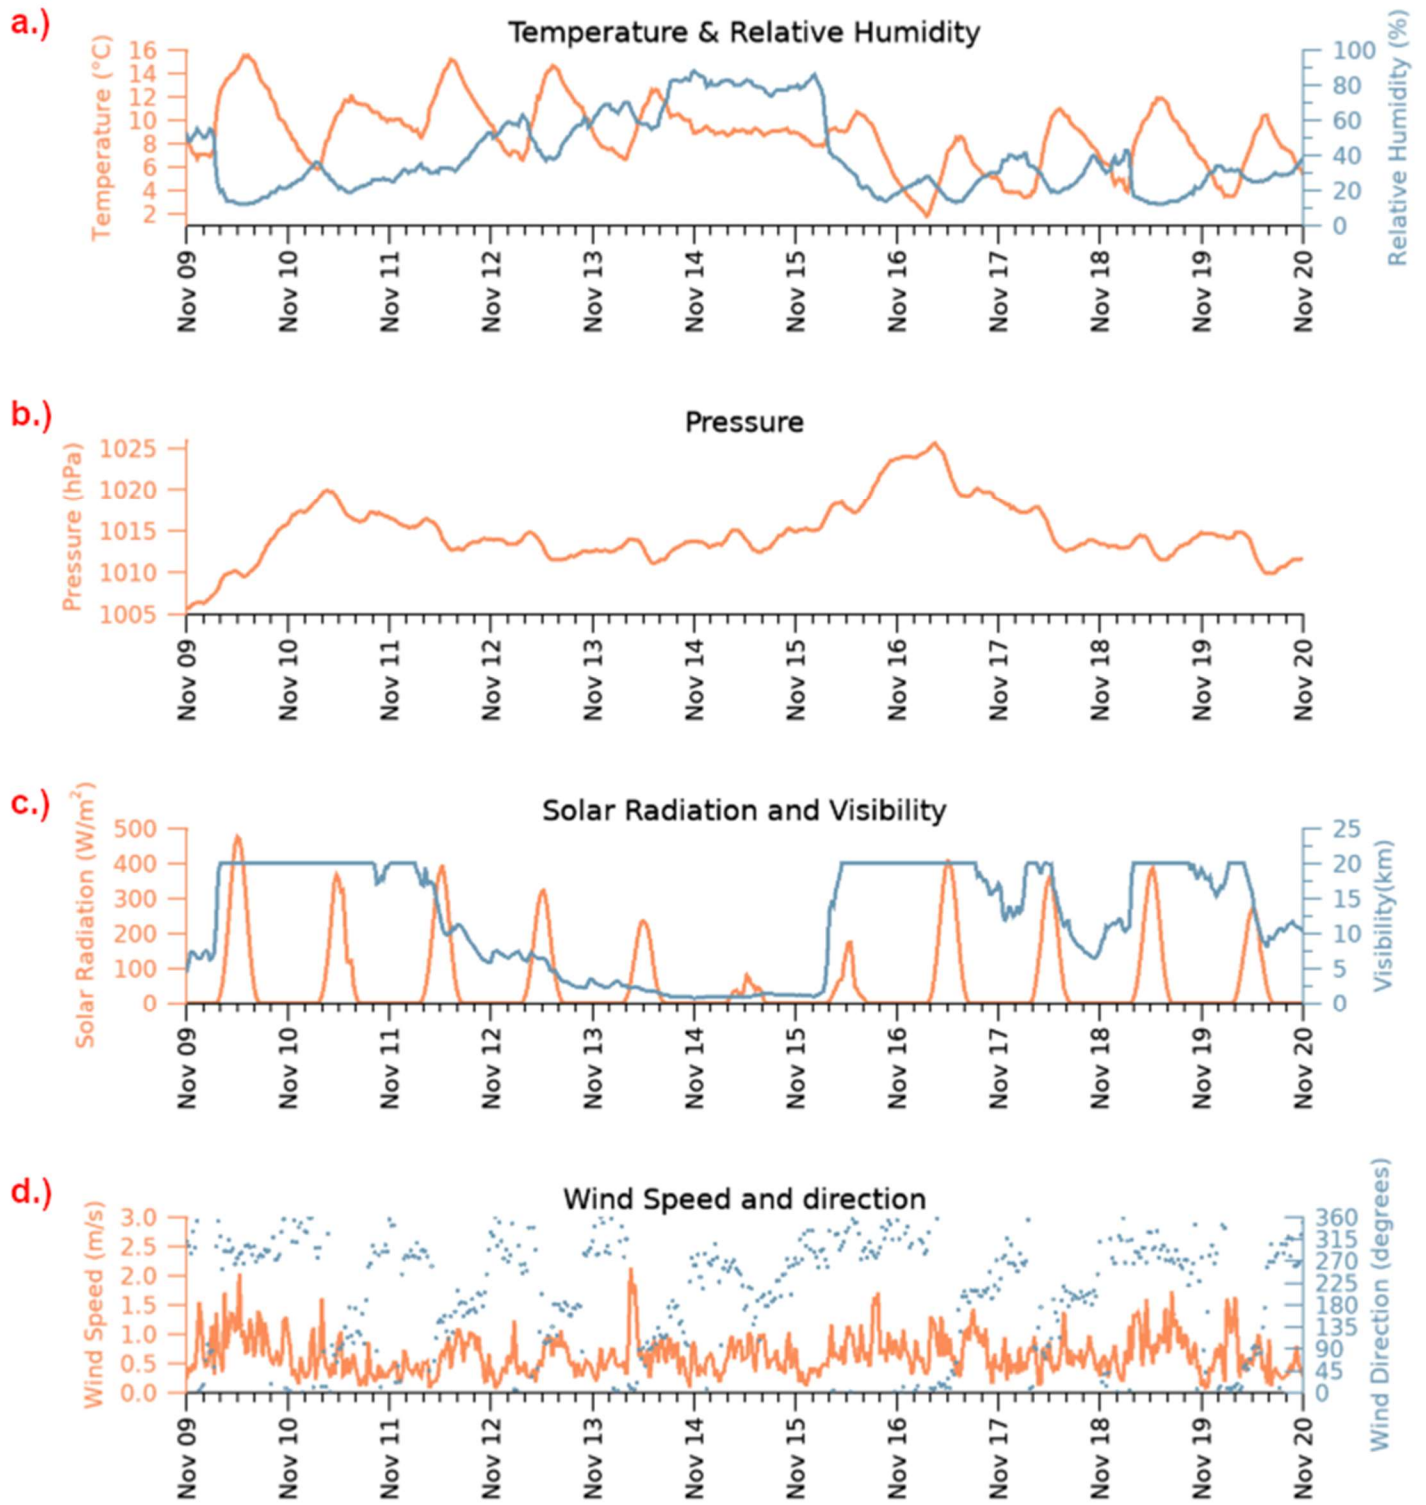 a.)
Temperature & Relative Humidity
Temperature (°C)
16
14
12
10
8
6
4
2
100
80
60
40
20
0
Relative Humidity (%)
Nov 09 Nov 10 Nov 11 Nov 12 Nov 13 Nov 14 Nov 15 Nov 16 Nov 17 Nov 18 Nov 19 Nov 20
b.)
Pressure
Pressure (hPa)
1025
1020
1015
1010
1005
Nov 09 Nov 10 Nov 11 Nov 12 Nov 13 Nov 14 Nov 15 Nov 16 Nov 17 Nov 18 Nov 19 Nov 20
c.)
Solar Radiation and Visibility
Solar Radiation (W/m²)
500
400
300
200
100
0
25
20
15
10
5
0
Visibility(km)
Nov 09 Nov 10 Nov 11 Nov 12 Nov 13 Nov 14 Nov 15 Nov 16 Nov 17 Nov 18 Nov 19 Nov 20
d.)
Wind Speed and direction
Wind Speed (m/s)
3.0
2.5
2.0
1.5
1.0
0.5
0.0
360
315
270
225
180
135
90
45
0
Wind Direction (degrees)
Nov 09 Nov 10 Nov 11 Nov 12 Nov 13 Nov 14 Nov 15 Nov 16 Nov 17 Nov 18 Nov 19 Nov 20